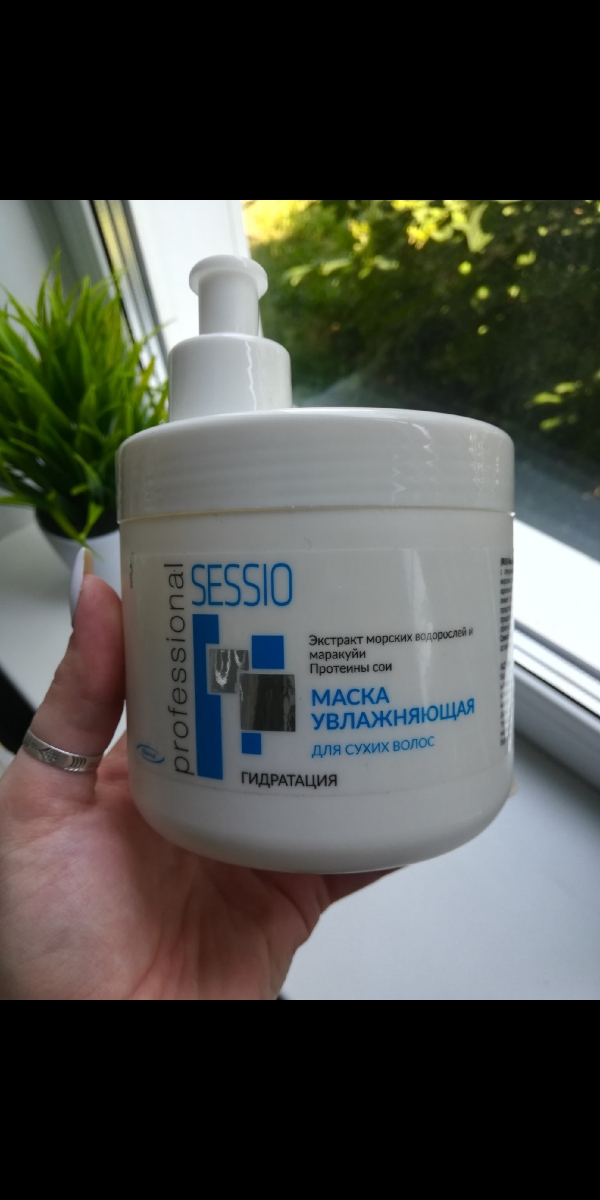 professional
SESSIO
Экстракт морских водорослей и
маракуйи
Протеины сои
МАСКА
УВЛАЖНЯЮЩАЯ
ДЛЯ СУХИХ ВОЛОС
ГИДРАТАЦИЯ